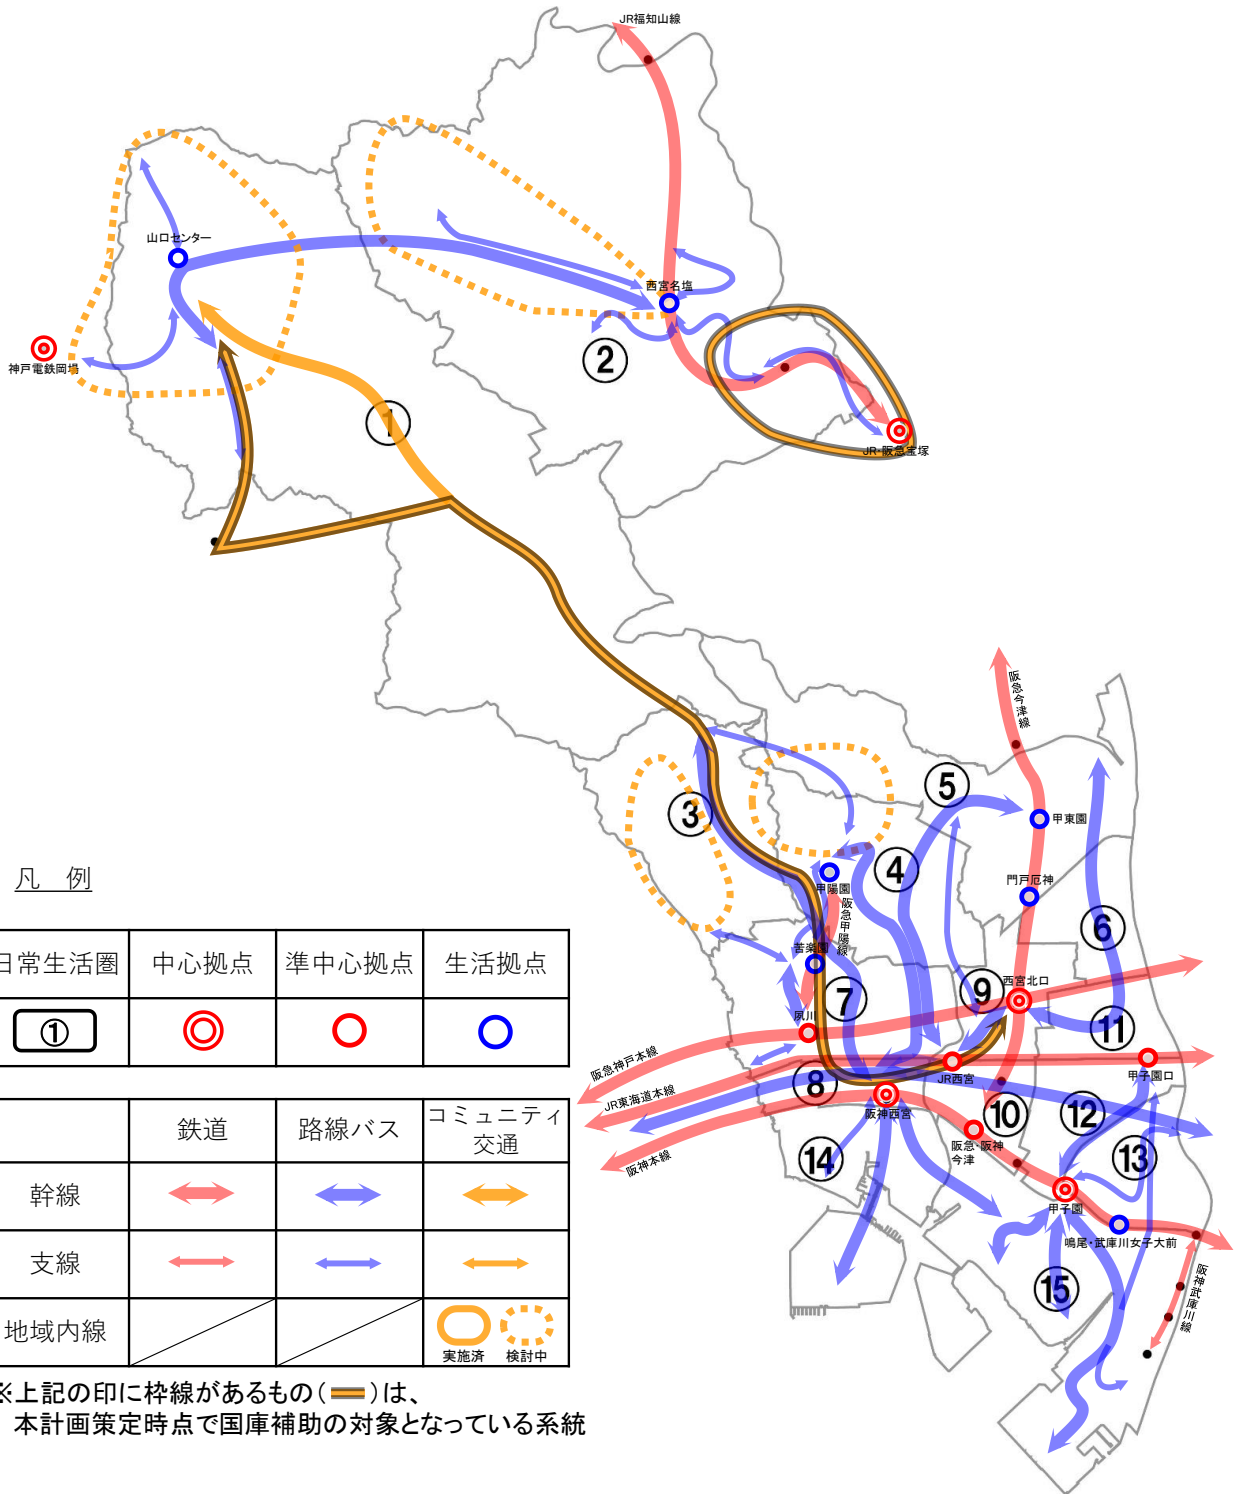 JR福知山線
山口センター
西宮名塩
神戸電鉄岡場
②
①
JR・阪急宝塚
阪急今津線
③
⑤
甲東園
④
甲陽園
門戸厄神
阪急甲陽線
⑥
苦楽園
西宮北口
⑨
⑦
夙川
⑪
阪急神戸本線
JR西宮
甲子園口
⑧
JR東海道本線
阪神西宮
⑩
⑫
阪急・阪神
今津
阪神本線
⑭
⑬
甲子園
鳴尾・武庫川女子大前
⑮
阪神武庫川線
凡 例
日常生活圏 中心拠点 準中心拠点 生活拠点
①
鉄道 路線バス コミュニティ
交通
幹線
支線
地域内線
実施済 検討中
※上記の印に枠線があるもの( )は、
本計画策定時点で国庫補助の対象となっている系統